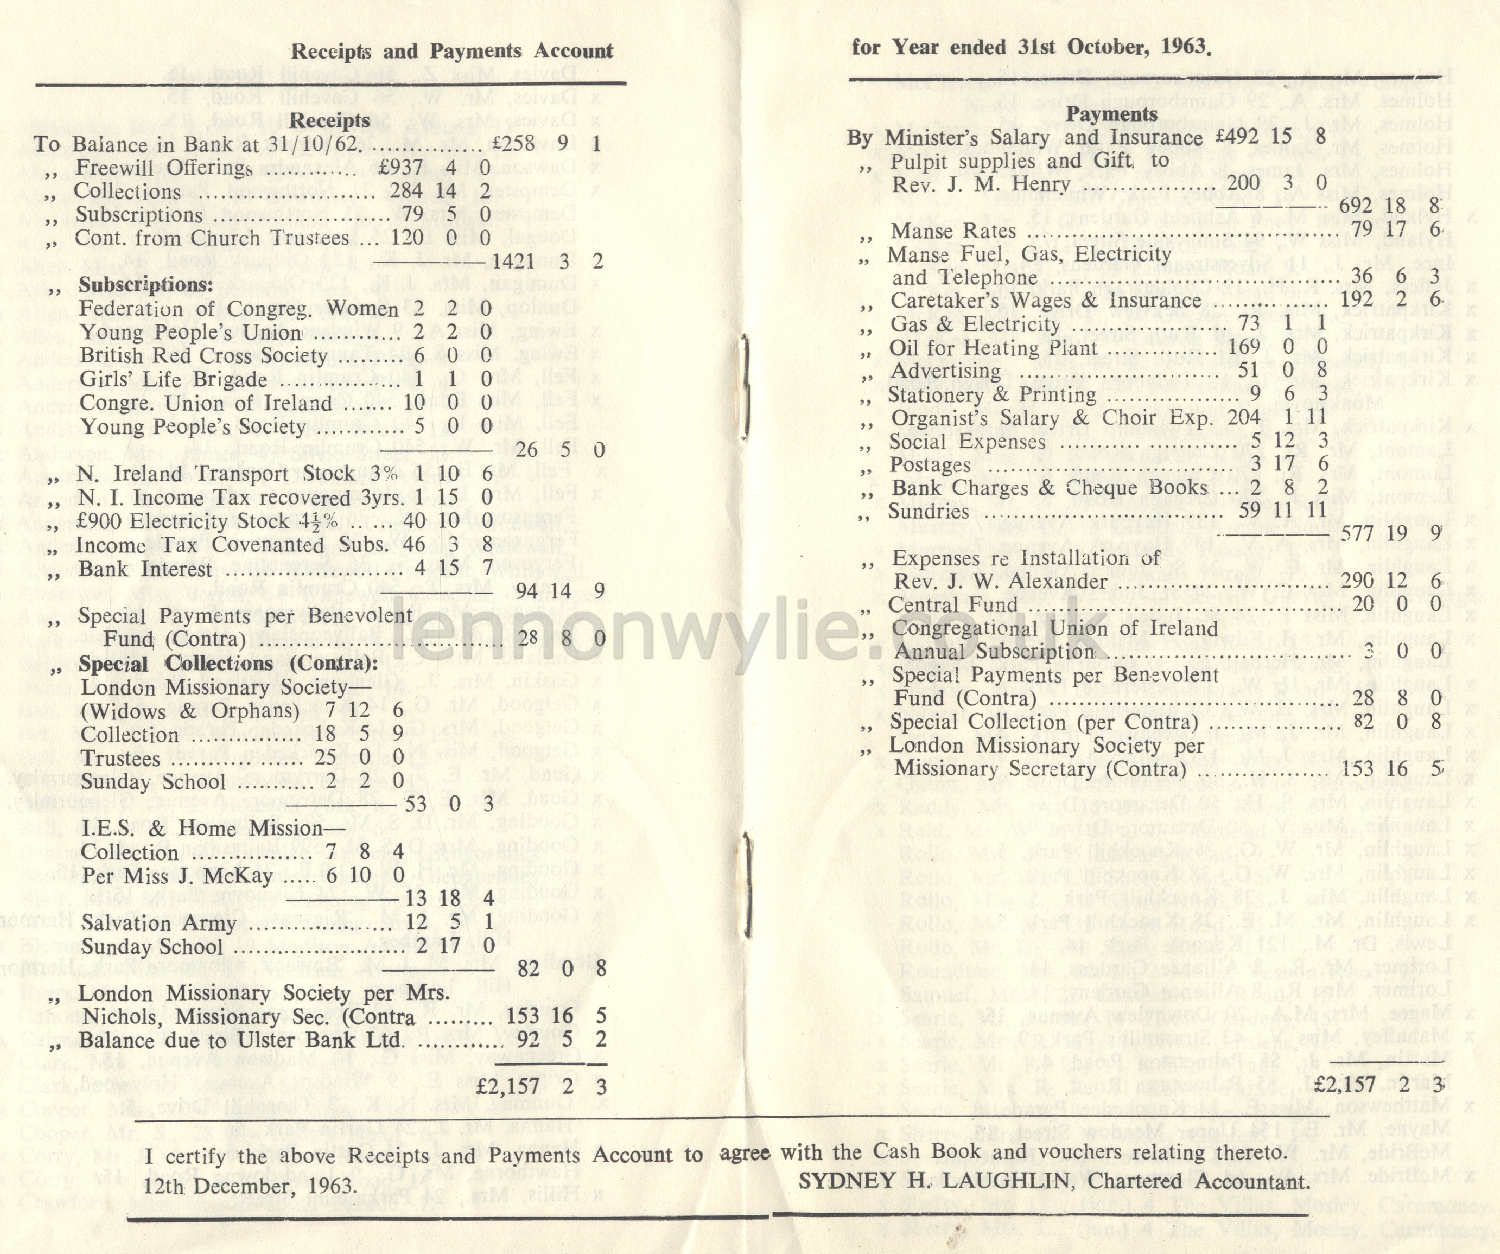 Receipts and Payments Account
Receipts
To Balance in Bank at 31/10/62. ............... £258 9 1
,, Freewill Offerings ............ £937 4 0
,, Collections ...................... 284 14 2
,, Subscriptions ..................... 79 5 0
,, Cont. from Church Trustees ... 120 0 0
1421 3 2
,, Subscriptions:
Federation of Congreg. Women 2 2 0
Young People's Union ............ 2 2 0
British Red Cross Society ......... 6 0 0
Girls' Life Brigade ............... 1 1 0
Congre. Union of Ireland ....... 10 0 0
Young People's Society ............ 5 0 0
26 5 0
,, N. Ireland Transport Stock 3% 1 10 6
,, N. I. Income Tax recovered 3yrs. 1 15 0
,, £900 Electricity Stock 4½% ...... 40 10 0
,, Income Tax Covenanted Subs. 46 3 8
,, Bank Interest ...................... 4 15 7
94 14 9
,, Special Payments per Benevolent
Fund (Contra) ............................... 28 8 0
,, Special Collections (Contra):
London Missionary Society—
(Widows & Orphans) 7 12 6
Collection ............... 18 5 9
Trustees .................. 25 0 0
Sunday School .......... 2 2 0
53 0 3
I.E.S. & Home Mission—
Collection ................ 7 8 4
Per Miss J. McKay .... 6 10 0
13 18 4
Salvation Army ................... 12 5 1
Sunday School ...................... 2 17 0
82 0 8
,, London Missionary Society per Mrs.
Nichols, Missionary Sec. (Contra ......... 153 16 5
,, Balance due to Ulster Bank Ltd. ............ 92 5 2
£2,157 2 3
for Year ended 31st October, 1963.
Payments
By Minister's Salary and Insurance £492 15 8
,, Pulpit supplies and Gift to
Rev. J. M. Henry ................ 200 3 0
692 18 8
,, Manse Rates ........................................ 79 17 6
,, Manse Fuel, Gas, Electricity
and Telephone ..................................... 36 6 3
,, Caretaker's Wages & Insurance ............... 192 2 6
,, Gas & Electricity .................. 73 1 1
,, Oil for Heating Plant .............. 169 0 0
,, Advertising .......................... 51 0 8
,, Stationery & Printing ................. 9 6 3
,, Organist's Salary & Choir Exp. 204 1 11
,, Social Expenses ....................... 5 12 3
,, Postages ................................ 3 17 6
,, Bank Charges & Cheque Books ... 2 8 2
,, Sundries ............................... 59 11 11
577 19 9
,, Expenses re Installation of
Rev. J. W. Alexander ............................ 290 12 6
,, Central Fund ........................................ 20 0 0
,, Congregational Union of Ireland
Annual Subscription ................................. 3 0 0
,, Special Payments per Benevolent
Fund (Contra) ...................................... 28 8 0
,, Special Collection (per Contra) ................. 82 0 8
,, London Missionary Society per
Missionary Secretary (Contra) ................. 153 16 5
£2,157 2 3
lennonwylie.co.uk
I certify the above Receipts and Payments Account to agree with the Cash Book and vouchers relating thereto.
12th December, 1963. SYDNEY H. LAUGHLIN, Chartered Accountant.